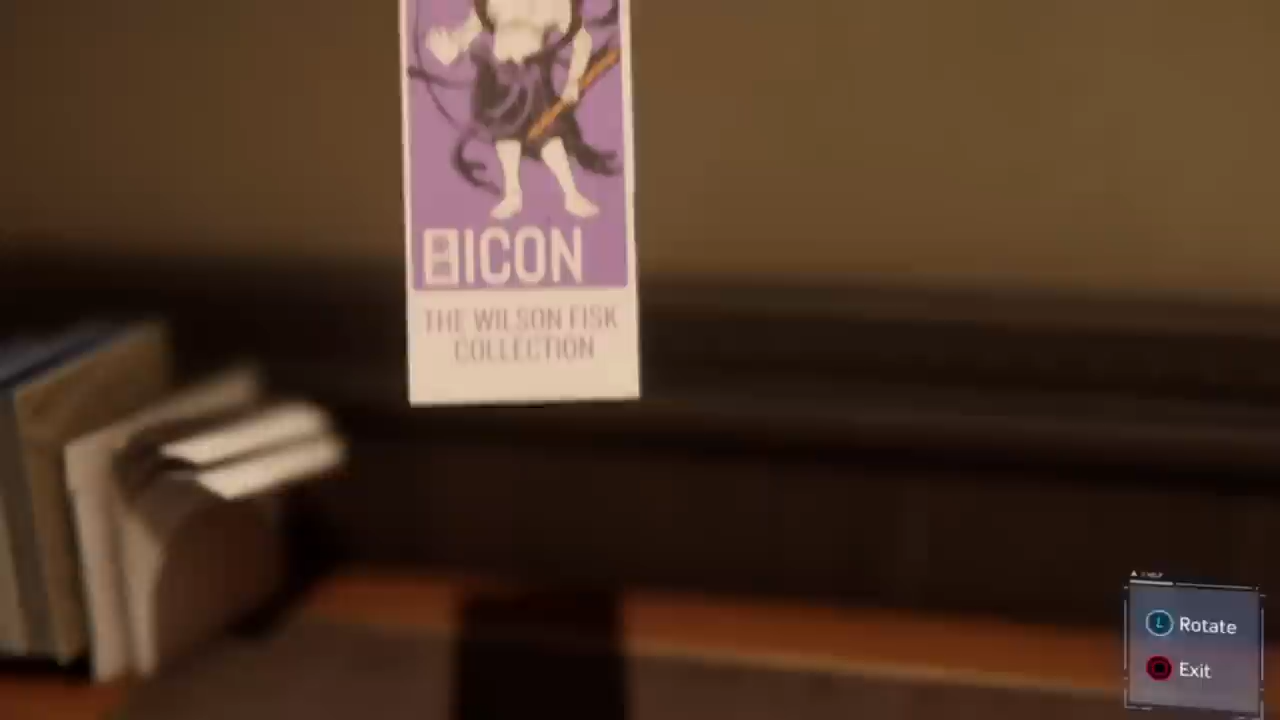 ICON
THE WILSON FISK
COLLECTION
Rotate
Exit